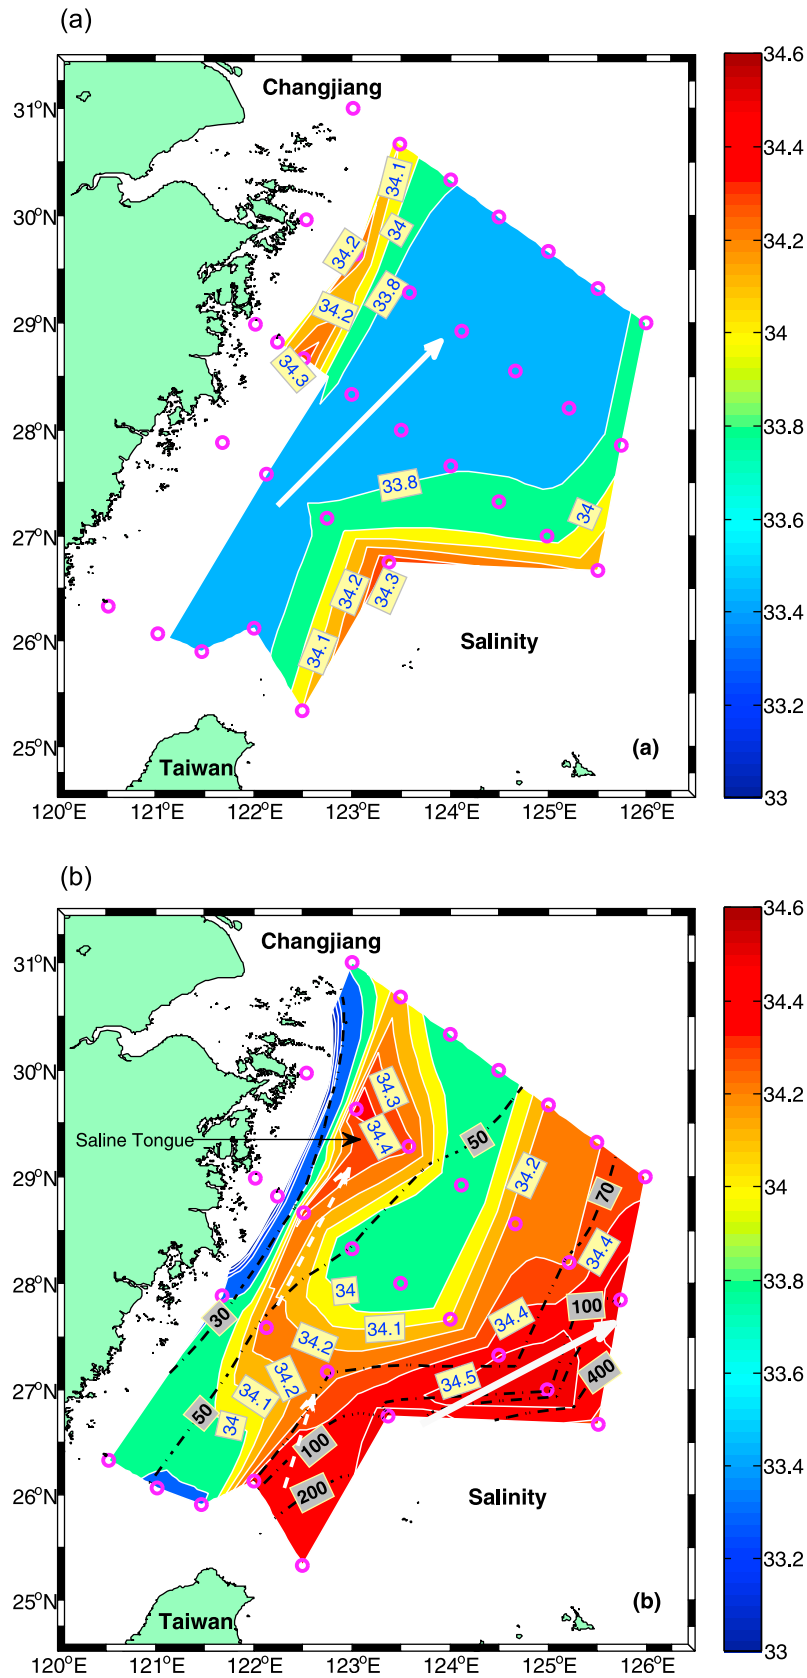 (a)
Changjiang
34.6
34.4
34.2
34
33.8
33.6
33.4
33.2
33
31°N
30°N
29°N
28°N
27°N
26°N
25°N
34.1
34
34.2
33.8
34.2
34.3
33.8
34
34.2
34.3
34.1
Salinity
Taiwan
(a)
120°E
121°E
122°E
123°E
124°E
125°E
126°E
(b)
Changjiang
34.6
34.4
34.2
34
33.8
33.6
33.4
33.2
33
31°N
30°N
29°N
28°N
27°N
26°N
25°N
Saline Tongue
34.3
34.4
50
34.2
70
34.4
34
30
34.1
100
34.4
34.2
34.2
34.5
400
34.1
50
34
100
200
Salinity
Taiwan
(b)
120°E
121°E
122°E
123°E
124°E
125°E
126°E